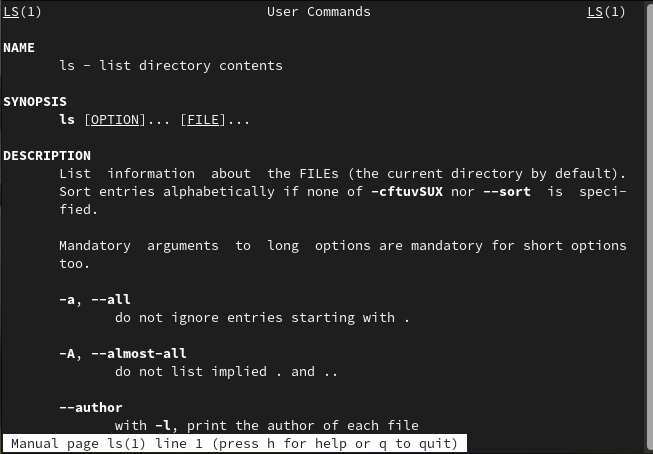 LS(1) User Commands LS(1)
NAME
ls - list directory contents
SYNOPSIS
ls [OPTION]... [FILE]...
DESCRIPTION
List information about the FILEs (the current directory by default).
Sort entries alphabetically if none of -cftuvSUX nor --sort is speci-
fied.
Mandatory arguments to long options are mandatory for short options
too.
-a, --all
do not ignore entries starting with .
-A, --almost-all
do not list implied . and ..
--author
with -l, print the author of each file
Manual page ls(1) line 1 (press h for help or q to quit)